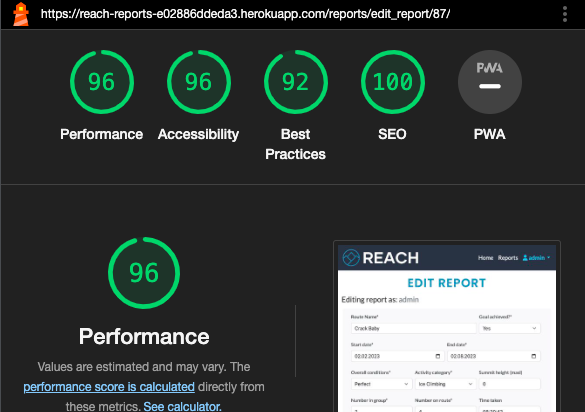 https://reach-reports-e02886ddeda3.herokuapp.com/reports/edit_report/87/
96 96 92 100 PWA
Performance Accessibility Best Practices SEO PWA
96
Performance
Values are estimated and may vary. The
performance score is calculated directly from
these metrics. See calculator.
REACH Home Reports admin
EDIT REPORT
Editing report as: admin
Route Name* Goal achieved?*
Crack Baby Yes
Start date* End date*
02.02.2023 02.08.2023
Overall conditions* Activity category* Summit height (masl)
Perfect Ice Climbing 0
Number in group* Number on route* Time taken